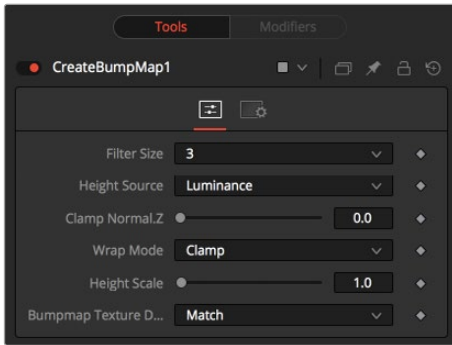 Tools Modifiers
CreateBumpMap1
Filter Size 3
Height Source Luminance
Clamp Normal.Z 0.0
Wrap Mode Clamp
Height Scale 1.0
Bumpmap Texture D... Match